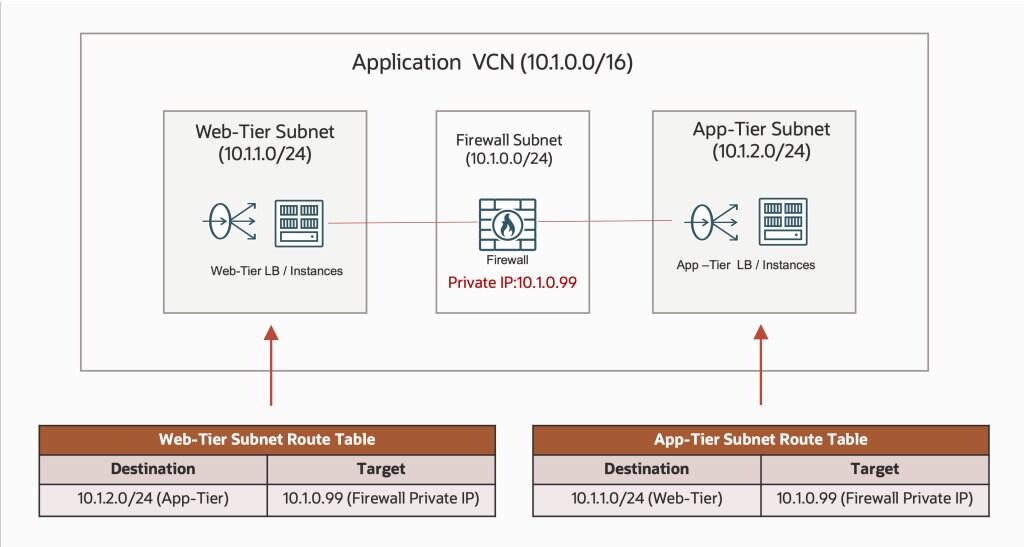 Application VCN (10.1.0.0/16)
Web-Tier Subnet
(10.1.1.0/24)
Web-Tier LB / Instances
Firewall Subnet
(10.1.0.0/24)
Firewall
Private IP:10.1.0.99
App-Tier Subnet
(10.1.2.0/24)
App –Tier LB / Instances
Web-Tier Subnet Route Table
Destination Target
10.1.2.0/24 (App-Tier) 10.1.0.99 (Firewall Private IP)
App-Tier Subnet Route Table
Destination Target
10.1.1.0/24 (Web-Tier) 10.1.0.99 (Firewall Private IP)